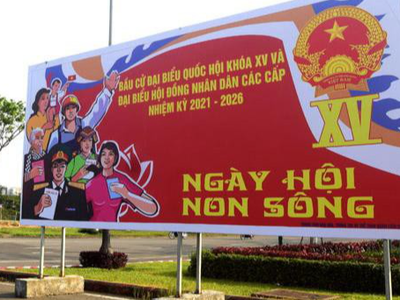 BẦU CỬ ĐẠI BIỂU QUỐC HỘI KHÓA XV VÀ
ĐẠI BIỂU HỘI ĐỒNG NHÂN DÂN CÁC CẤP
NHIỆM KỲ 2021 - 2026
XV
NGÀY HỘI
NON SÔNG